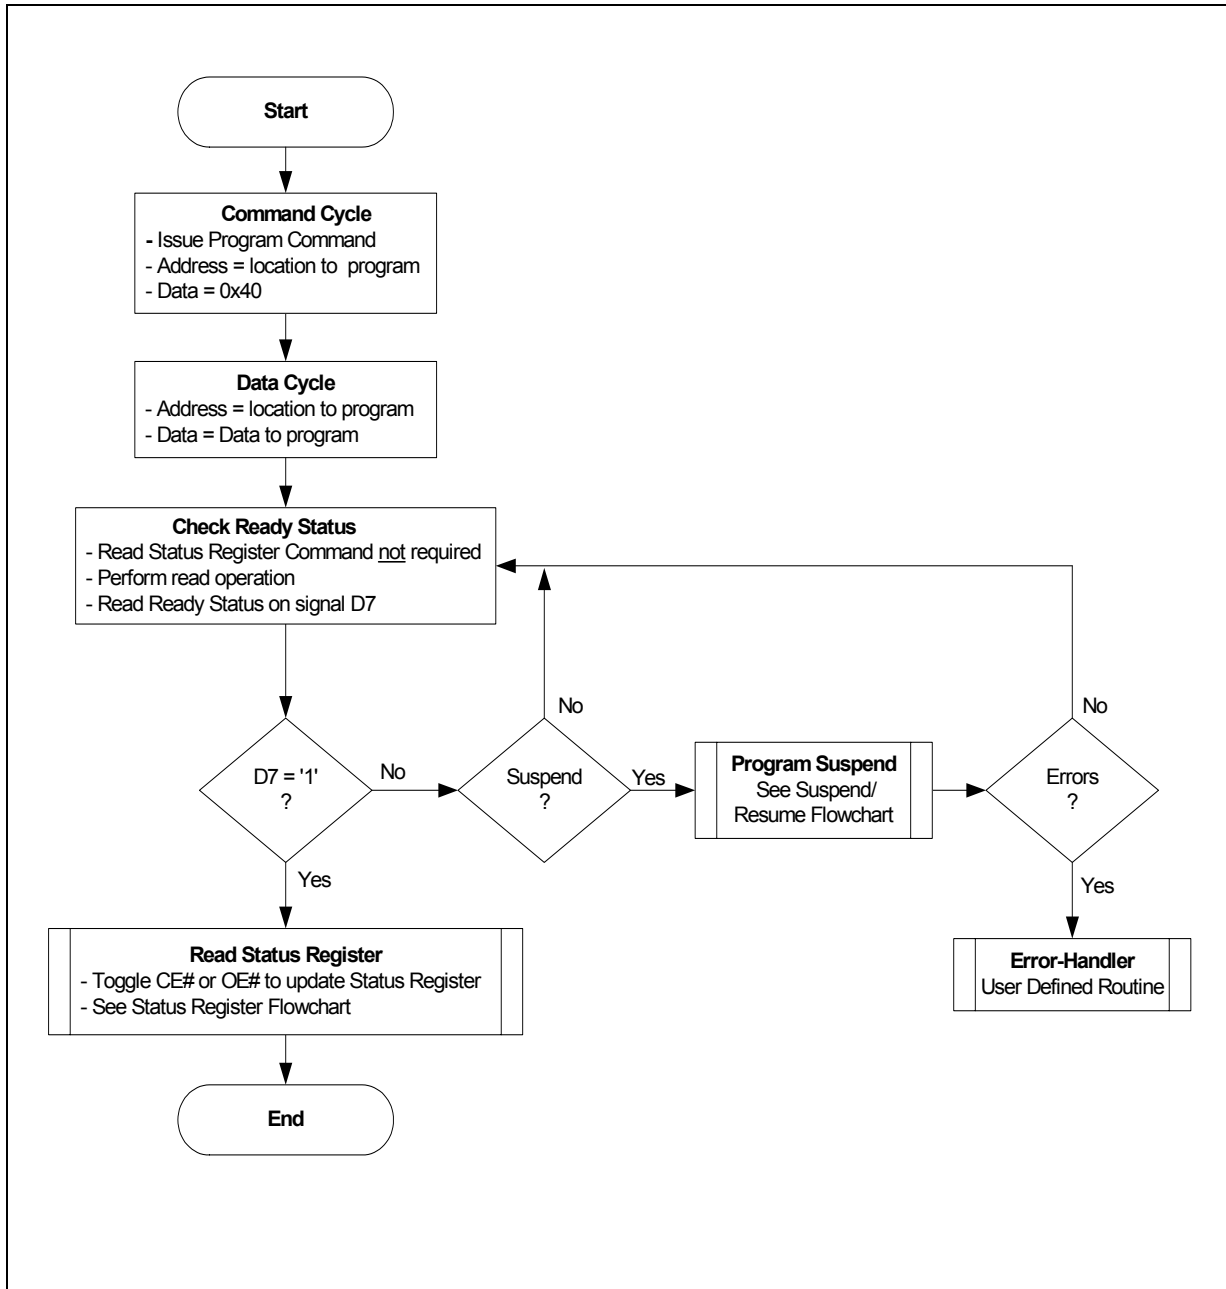 Start
Command Cycle
- Issue Program Command
- Address = location to program
- Data = 0x40
Data Cycle
- Address = location to program
- Data = Data to program
Check Ready Status
- Read Status Register Command not required
- Perform read operation
- Read Ready Status on signal D7
D7 = '1'
?
No
Yes
Suspend
?
No
Yes
Program Suspend
See Suspend/
Resume Flowchart
Errors
?
No
Yes
Error-Handler
User Defined Routine
Read Status Register
- Toggle CE# or OE# to update Status Register
- See Status Register Flowchart
End